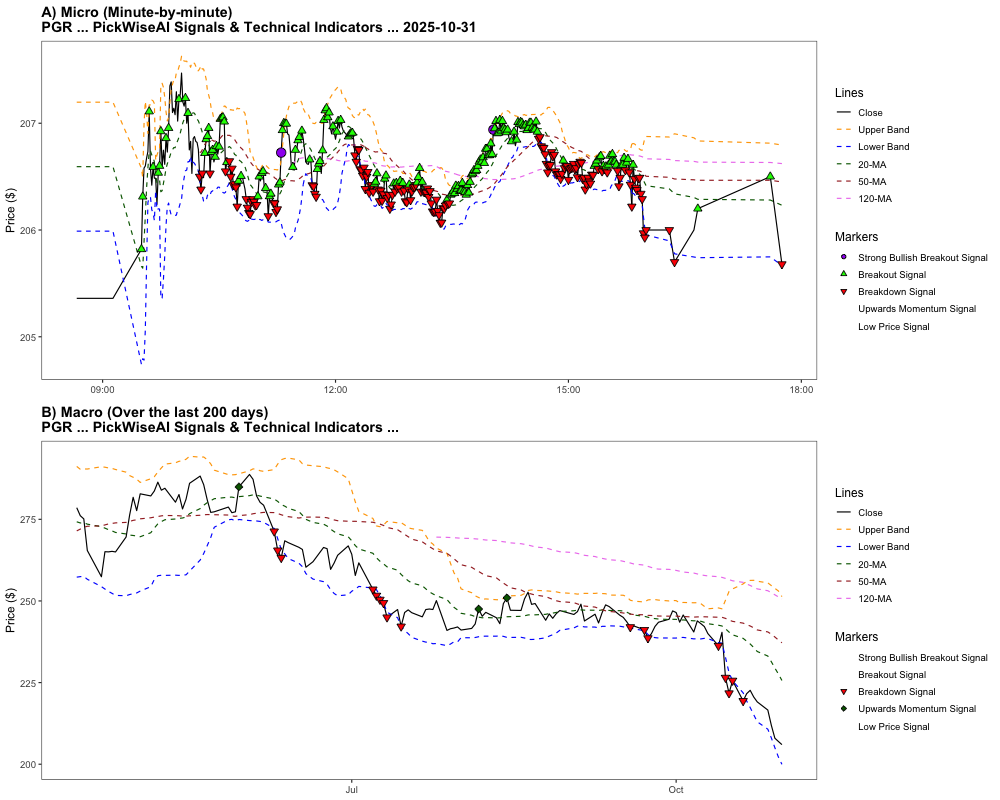 A) Micro (Minute-by-minute)
PGR ... PickWiseAI Signals & Technical Indicators ... 2025-10-31
Price ($)
207
206
205
09:00
12:00
15:00
18:00
Lines
Close
Upper Band
Lower Band
20-MA
50-MA
120-MA
Markers
Strong Bullish Breakout Signal
Breakout Signal
Breakdown Signal
Upwards Momentum Signal
Low Price Signal
B) Macro (Over the last 200 days)
PGR ... PickWiseAI Signals & Technical Indicators ...
Price ($)
275
250
225
200
Jul
Oct
Lines
Close
Upper Band
Lower Band
20-MA
50-MA
120-MA
Markers
Strong Bullish Breakout Signal
Breakout Signal
Breakdown Signal
Upwards Momentum Signal
Low Price Signal